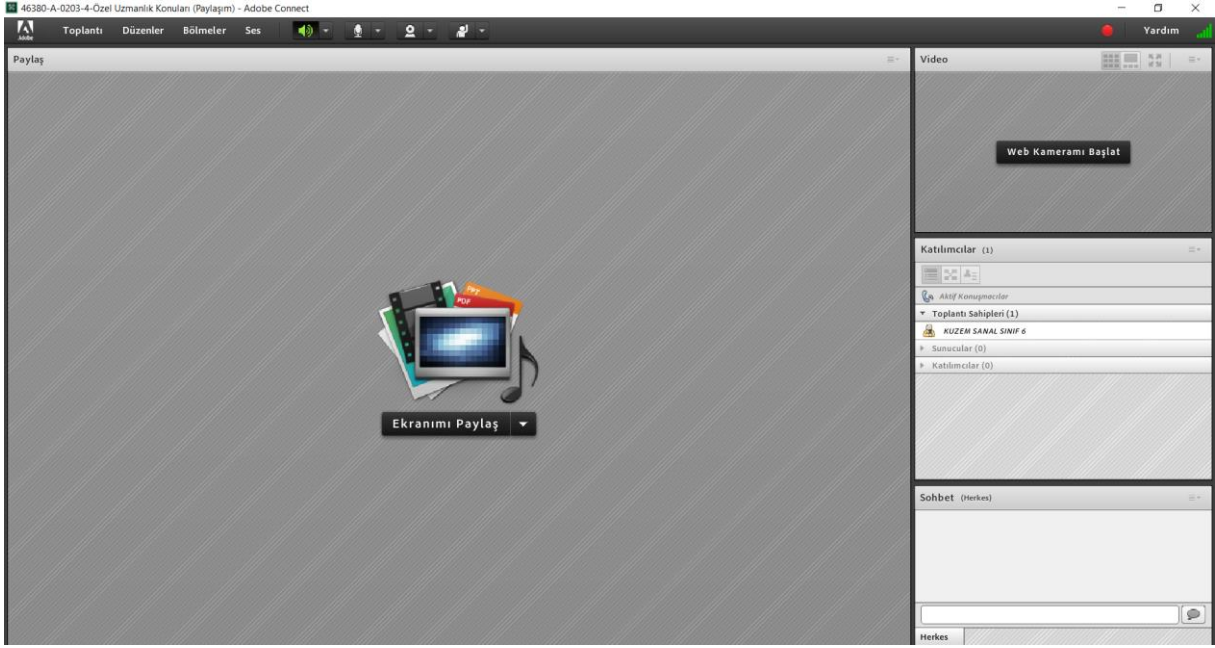 46380-A-0203-4-Özel Uzmanlık Konuları (Paylaşım) - Adobe Connect
Adobe
Toplantı Düzenler Bölmeler Ses Yardım
Paylaş
PPT
PDF
Ekranımı Paylaş
Video
Web Kameramı Başlat
Katılımcılar (1)
Aktif Konuşmacılar
Toplantı Sahipleri (1)
KUZEM SANAL SINIF 6
Sunucular (0)
Katılımcılar (0)
Sohbet (Herkes)
Herkes